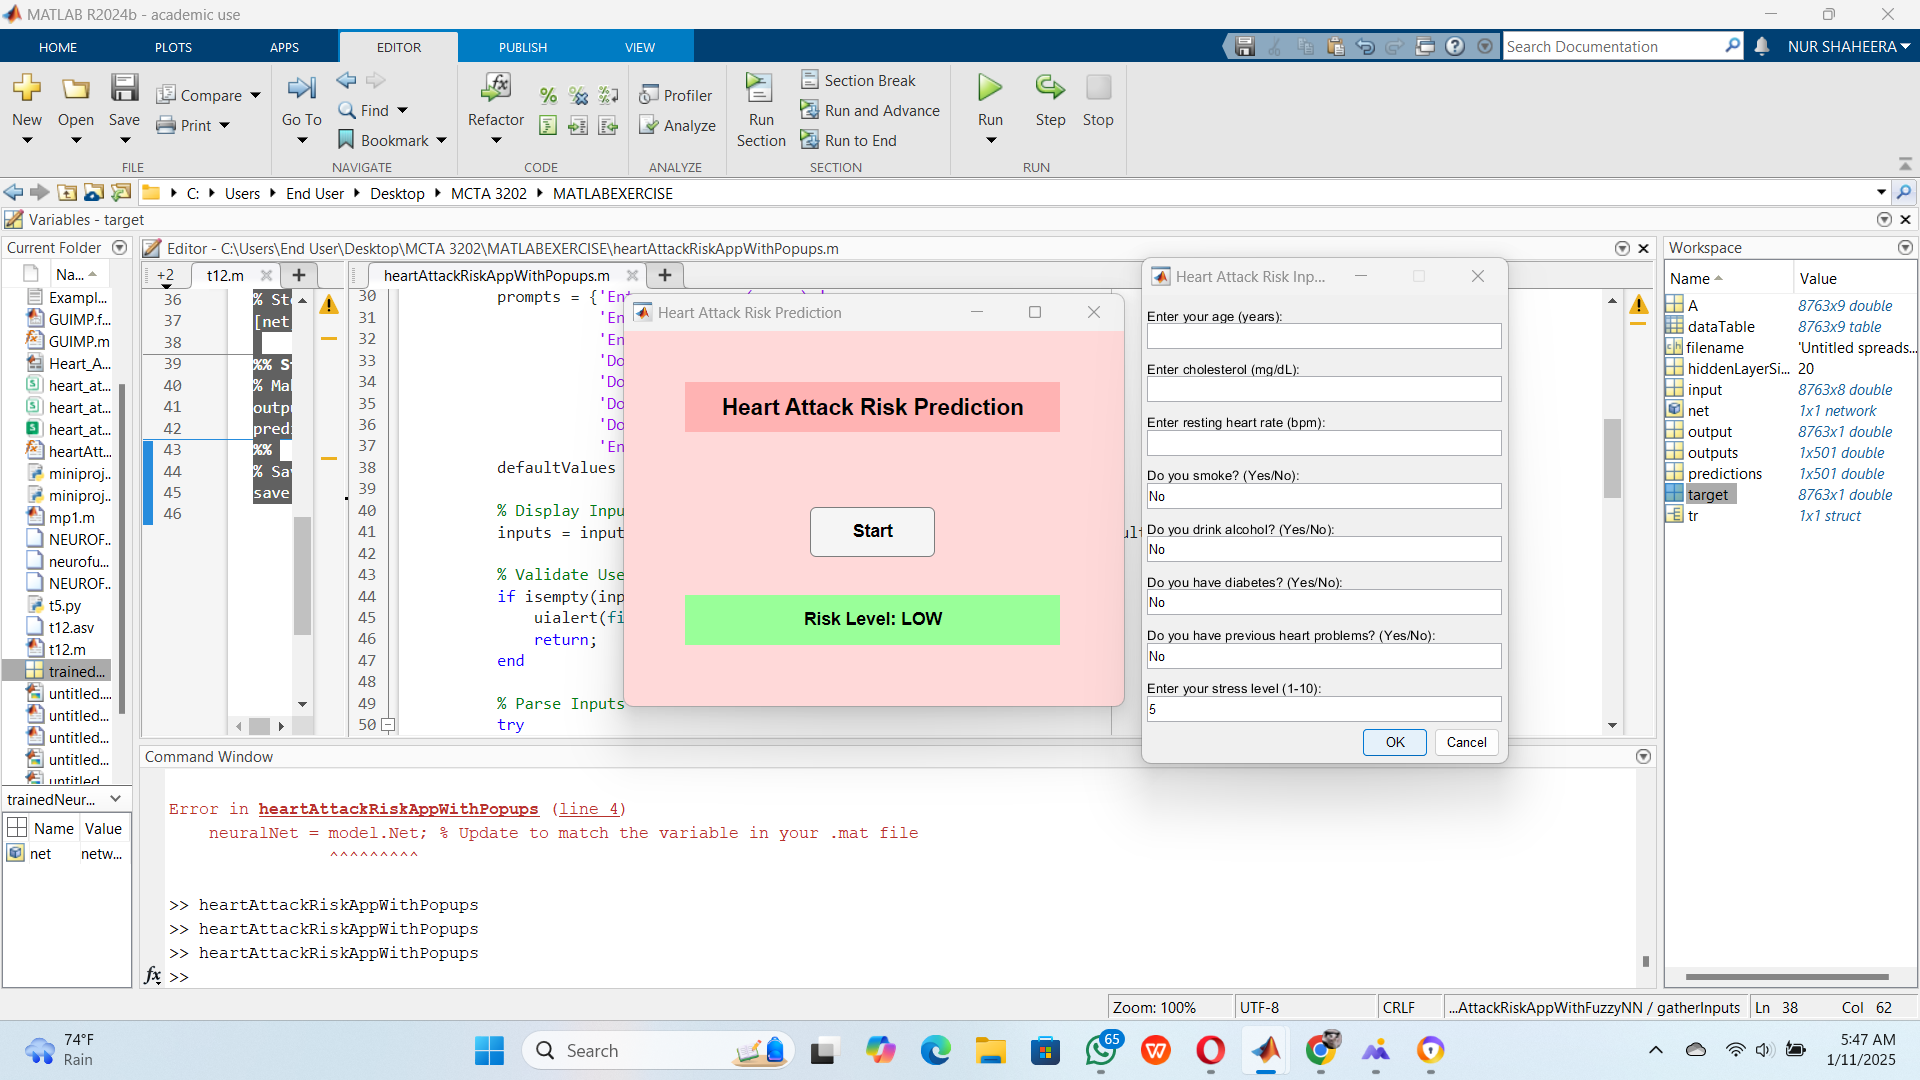 MATLAB R2024b - academic use
HOME PLOTS APPS EDITOR PUBLISH VIEW
Search Documentation
NUR SHAHEERA
New
Open
Save
Compare
Print
FILE
Go To
Find
Bookmark
NAVIGATE
Refactor
CODE
Profiler
Analyze
ANALYZE
Run Section
Section Break
Run and Advance
Run to End
SECTION
Run
Step
Stop
RUN
C: Users End User Desktop MCTA 3202 MATLABEXERCISE
Variables - target
Current Folder
Na...
Exampl...
GUIMP.f...
GUIMP.m
Heart_A...
heart_at...
heart_at...
heart_at...
heartAtt...
miniproj...
miniproj...
mp1.m
NEUROF...
neurofu...
NEUROF...
t5.py
t12.asv
t12.m
trained...
untitled...
untitled...
untitled...
untitled...
untitled
trainedNeur...
Name Value
net netw...
Editor - C:\Users\End User\Desktop\MCTA 3202\MATLABEXERCISE\heartAttackRiskAppWithPopups.m
+2 t12.m
36 % St
37 [net
38
39 %% S
40 % Ma
41 outp
42 pred
43 %%
44 % Sa
45 save
46
heartAttackRiskAppWithPopups.m
30 prompts = {'Ent
31 'En
32 'En
33 'Do
34 'Do
35 'Do
36 'Do
37 'En
38 defaultValues
39
40 % Display Inpu
41 inputs = input
42
43 % Validate Use
44 if isempty(inp
45 uialert(fi
46 return;
47 end
48
49 % Parse Inputs
50 try
Heart Attack Risk Prediction
Heart Attack Risk Prediction
Start
Risk Level: LOW
Heart Attack Risk Inp...
Enter your age (years):
Enter cholesterol (mg/dL):
Enter resting heart rate (bpm):
Do you smoke? (Yes/No):
No
Do you drink alcohol? (Yes/No):
No
Do you have diabetes? (Yes/No):
No
Do you have previous heart problems? (Yes/No):
No
Enter your stress level (1-10):
5
OK Cancel
Workspace
Name Value
A 8763x9 double
dataTable 8763x9 table
filename 'Untitled spreads...
hiddenLayerSi... 20
input 8763x8 double
net 1x1 network
output 8763x1 double
outputs 1x501 double
predictions 1x501 double
target 8763x1 double
tr 1x1 struct
Command Window
Error in heartAttackRiskAppWithPopups (line 4)
neuralNet = model.Net; % Update to match the variable in your .mat file
^^^^^^^^^
>> heartAttackRiskAppWithPopups
>> heartAttackRiskAppWithPopups
>> heartAttackRiskAppWithPopups
fx >>
Zoom: 100% UTF-8 CRLF ...AttackRiskAppWithFuzzyNN / gatherInputs Ln 38 Col 62
74°F
Rain
Search
65
5:47 AM
1/11/2025